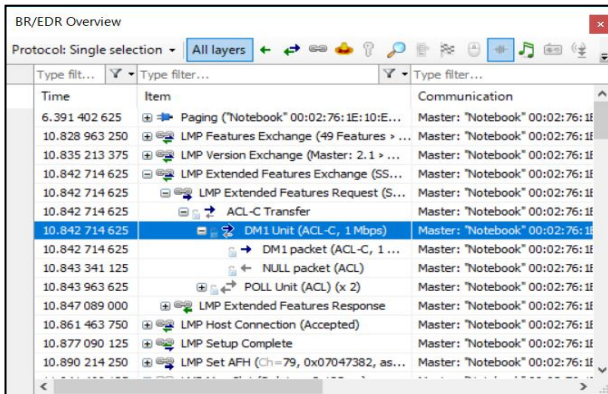 BR/EDR Overview
Protocol: Single selection All layers
Type filt... Type filter... Type filter...
Time Item Communication
6.391 402 625 Paging ("Notebook" 00:02:76:1E:10:E... Master: "Notebook" 00:02:76:1E
10.828 963 250 LMP Features Exchange (49 Features > ... Master: "Notebook" 00:02:76:1E
10.835 213 375 LMP Version Exchange (Master: 2.1 > ... Master: "Notebook" 00:02:76:1E
10.842 714 625 LMP Extended Features Exchange (SS... Master: "Notebook" 00:02:76:1E
10.842 714 625 LMP Extended Features Request (S... Master: "Notebook" 00:02:76:1E
10.842 714 625 ACL-C Transfer Master: "Notebook" 00:02:76:1E
10.842 714 625 DM1 Unit (ACL-C, 1 Mbps) Master: "Notebook" 00:02:76:1E
10.842 714 625 DM1 packet (ACL-C, 1 ... Master: "Notebook" 00:02:76:1E
10.843 341 125 NULL packet (ACL) Master: "Notebook" 00:02:76:1E
10.843 963 625 POLL Unit (ACL) (x 2) Master: "Notebook" 00:02:76:1E
10.847 089 000 LMP Extended Features Response Master: "Notebook" 00:02:76:1E
10.861 463 750 LMP Host Connection (Accepted) Master: "Notebook" 00:02:76:1E
10.877 090 125 LMP Setup Complete Master: "Notebook" 00:02:76:1E
10.890 214 250 LMP Set AFH (Ch=79, 0x07047382, as... Master: "Notebook" 00:02:76:1E